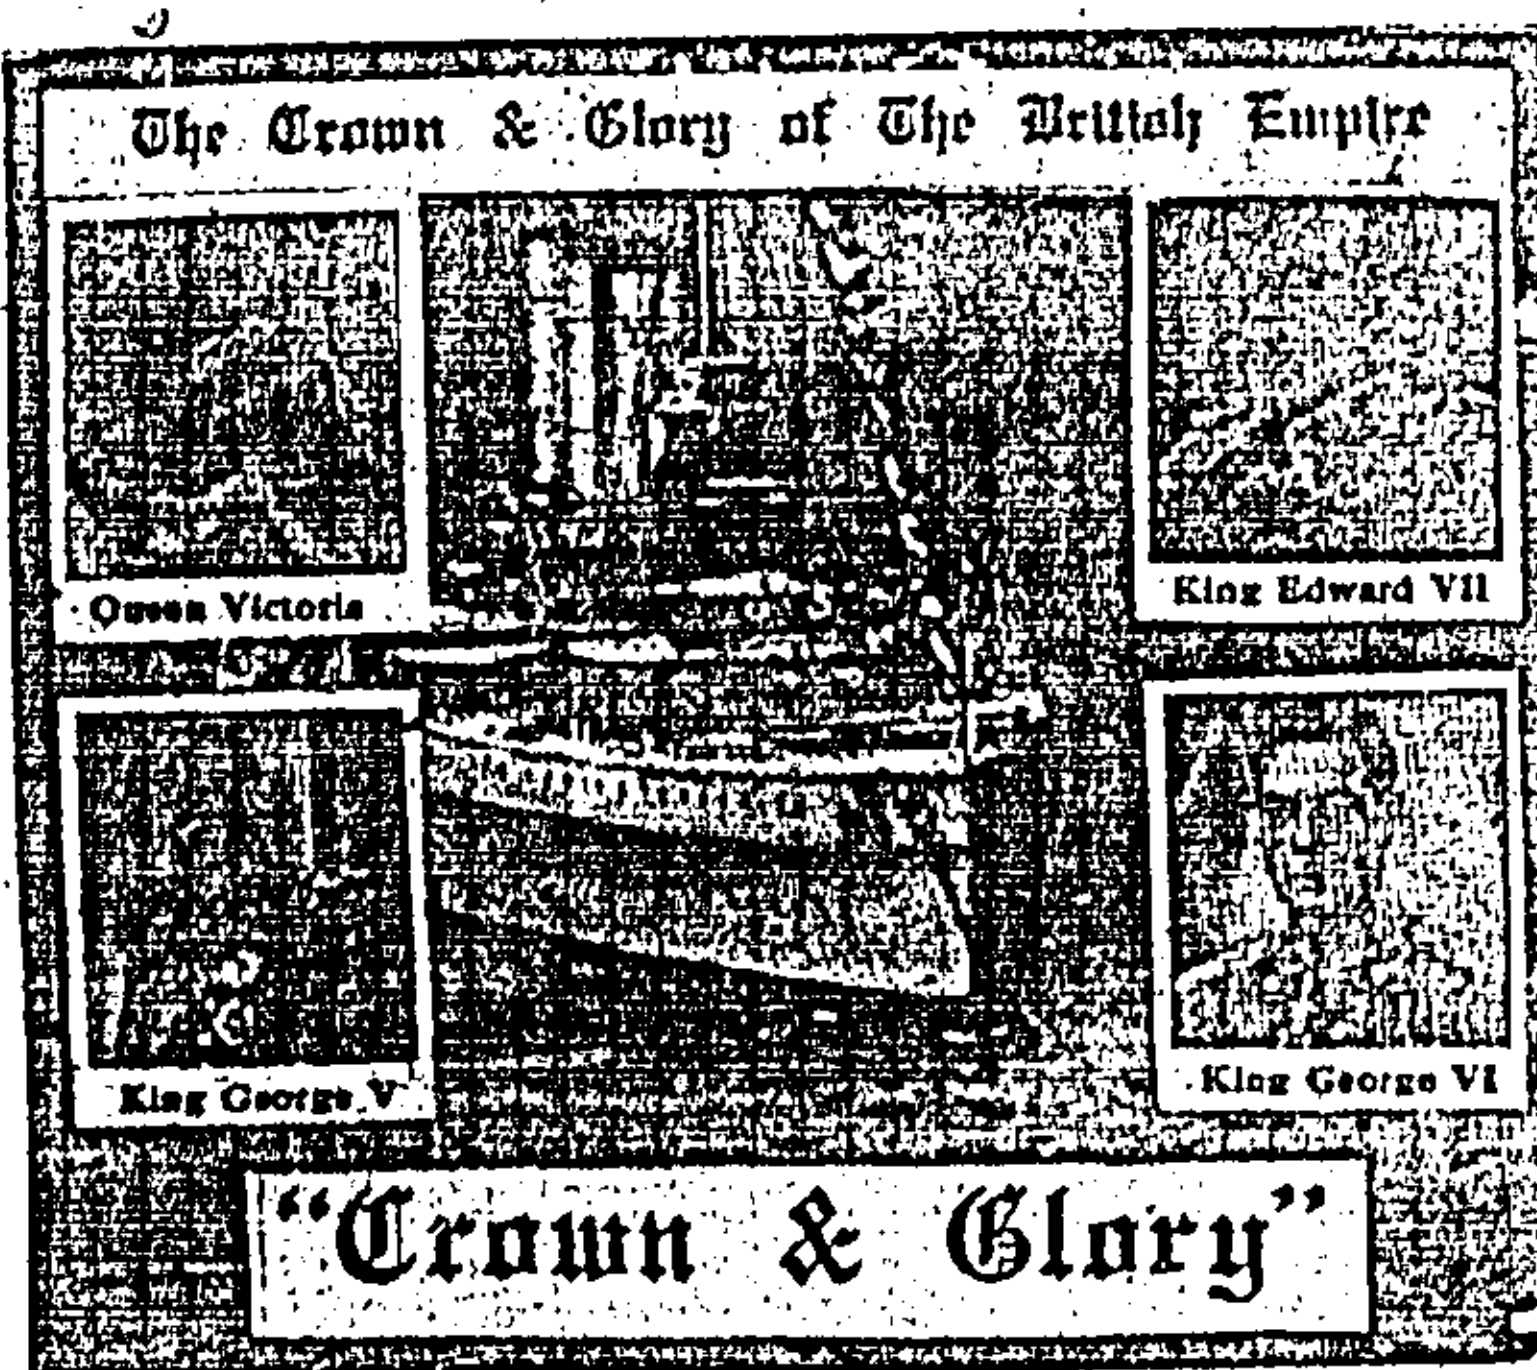 The Crown & Glory of The British Empire
Queen Victoria
King Edward VII
King George V
King George VI
"Crown & Glory"